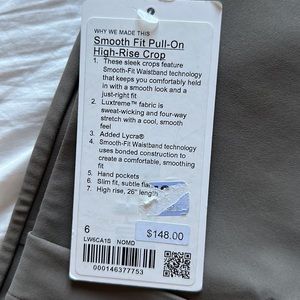 WHY WE MADE THIS
Smooth Fit Pull-On
High-Rise Crop
1. These sleek crops feature
Smooth-Fit Waistband technology
that keeps you comfortably held
in with a smooth look and a
just-right fit
2. Luxtreme™ fabric is
sweat-wicking and four-way
stretch with a cool, smooth
feel
3. Added Lycra®
4. Smooth-Fit Waistband technology
uses bonded construction to
create a comfortable, smoothing
fit
5. Hand pockets
6. Slim fit, subtle
7. High rise, 26" length
6
$148.00
LW6CA1S NOMD
000146377753